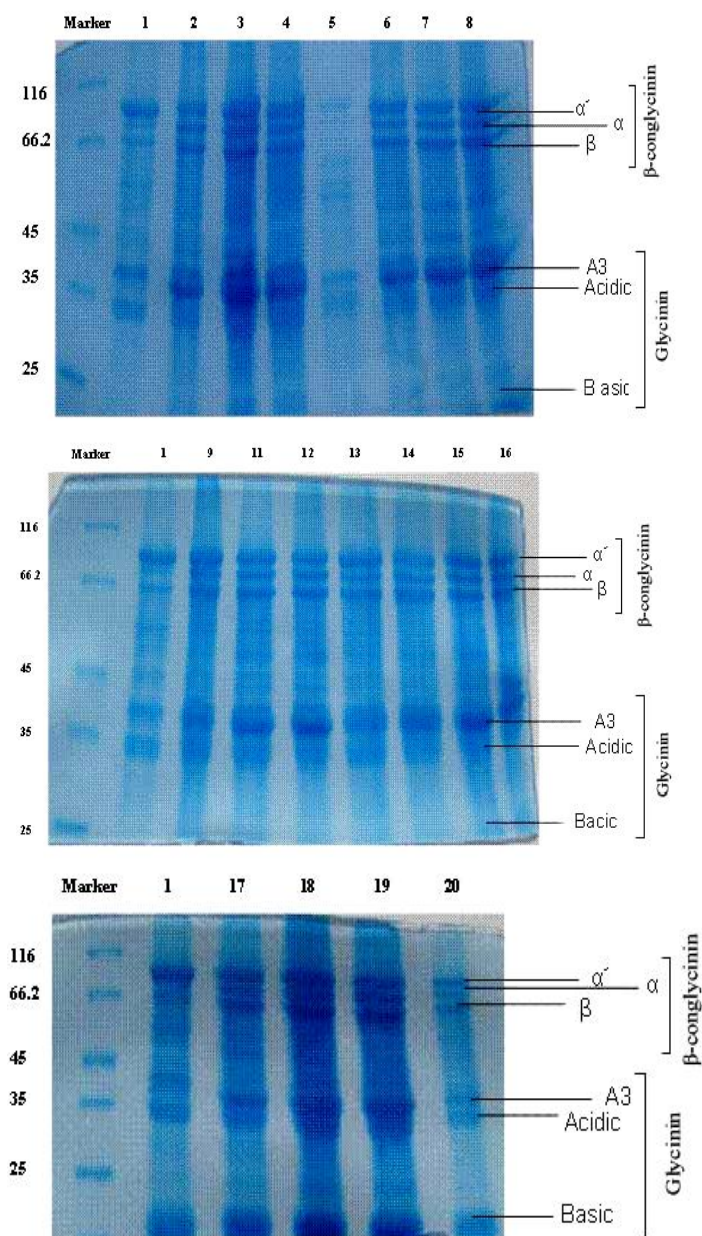 Marker 1 2 3 4 5 6 7 8
116
66.2
45
35
25
α´
α
β
β-conglycinin
A3
Acidic
B asic
Glycinin
Marker 1 9 11 12 13 14 15 16
116
66.2
45
35
25
α´
α
β
β-conglycinin
A3
Acidic
Bacic
Glycinin
Marker 1 17 18 19 20
116
66.2
45
35
25
α´
α
β
β-conglycinin
A3
Acidic
Basic
Glycinin